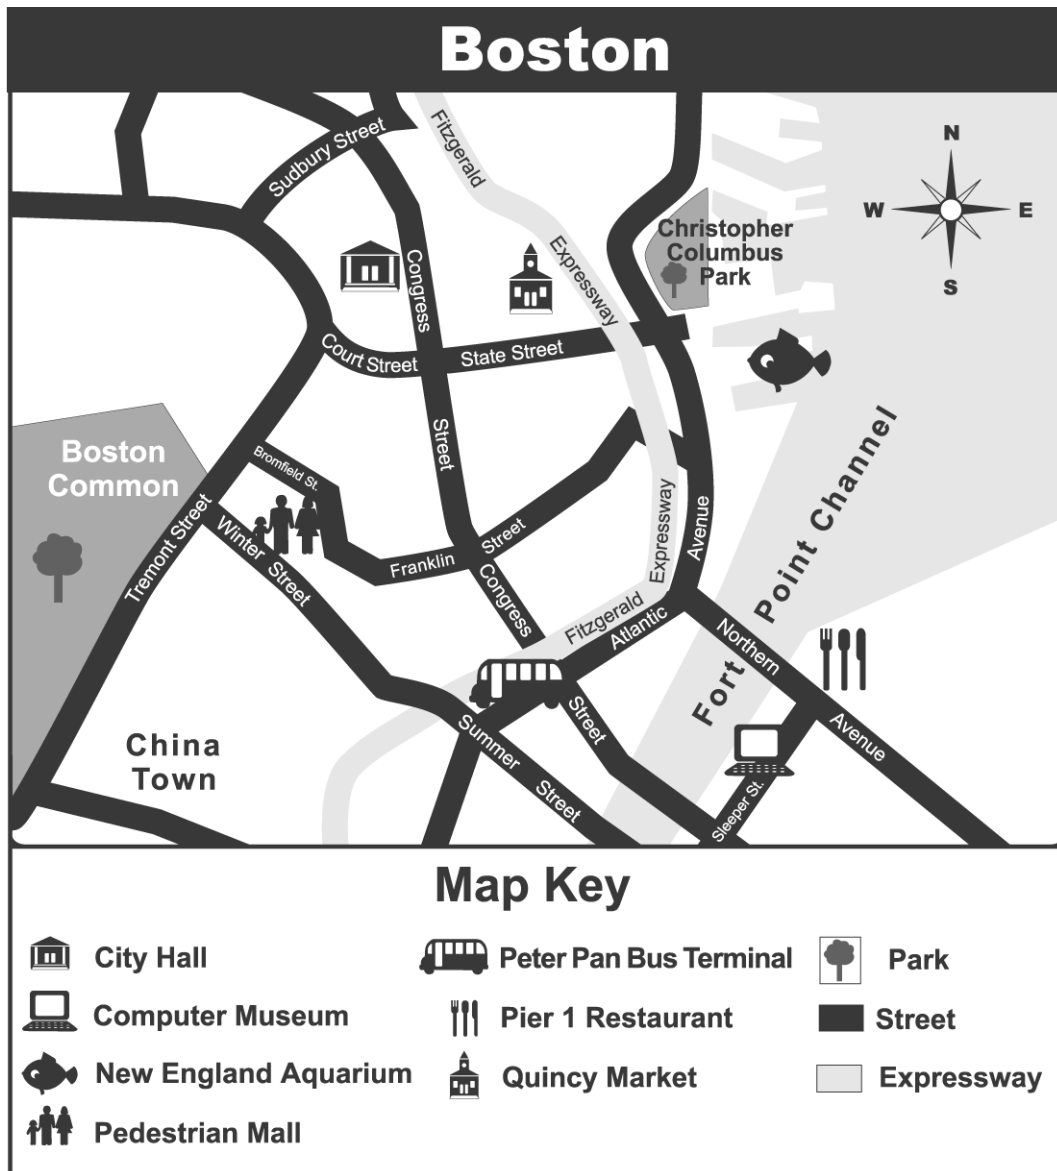 Boston
N
W
E
S
Fitzgerald
Sudbury Street
Christopher
Columbus
Park
Expressway
Congress
Court Street
State Street
Street
Boston
Common
Bromfield St.
Tremont Street
Winter Street
Franklin
Street
Congress
Expressway
Avenue
Fitzgerald
Atlantic
Northern
Avenue
Fort Point Channel
Street
Summer
Street
Sleeper St.
China
Town
Map Key
City Hall
Peter Pan Bus Terminal
Park
Computer Museum
Pier 1 Restaurant
Street
New England Aquarium
Quincy Market
Expressway
Pedestrian Mall